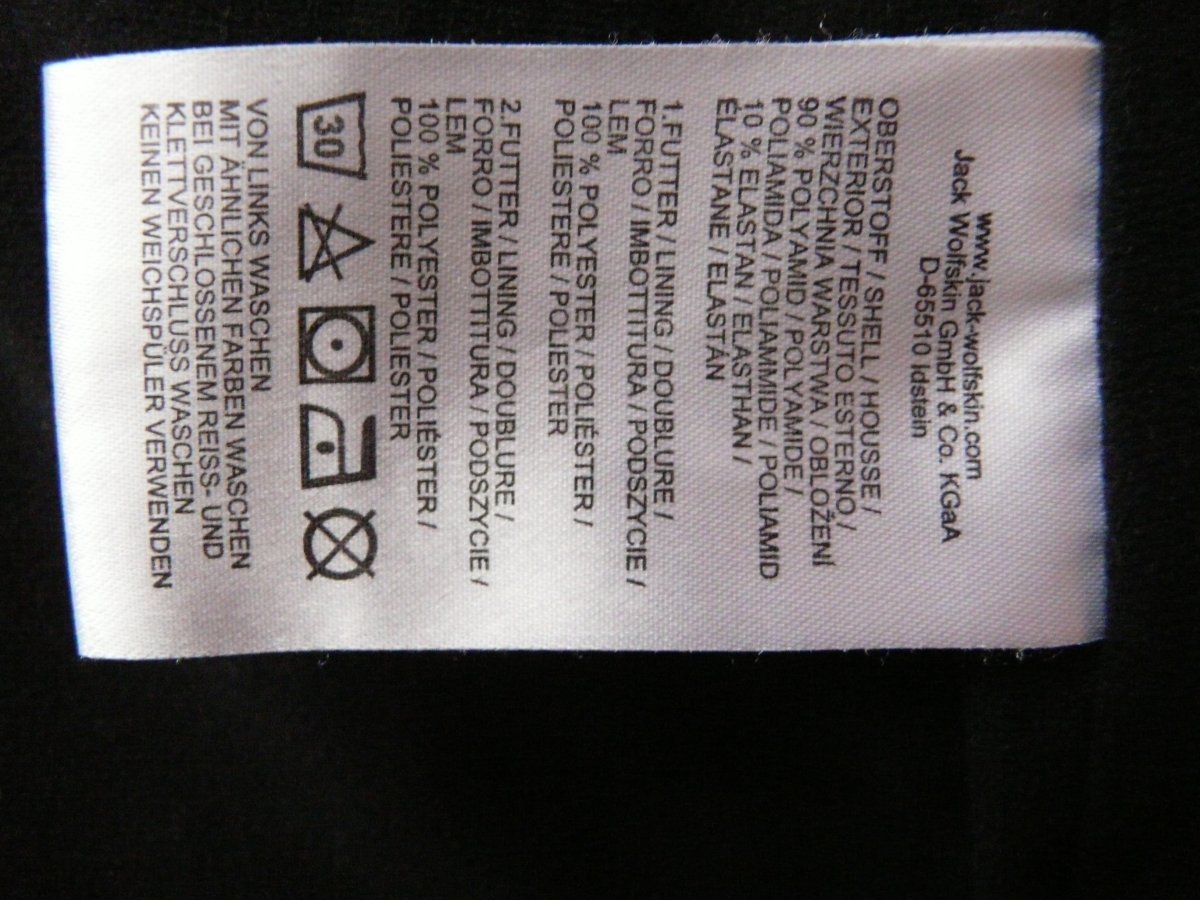 www.jack-wolfskin.com
Jack Wolfskin GmbH & Co. KGaA
D-65510 Idstein
OBERSTOFF / SHELL / HOUSSE /
EXTERIOR / TESSUTO ESTERNO /
WIERZCHNIA WARSTWA / OBLOŽENÍ
90 % POLYAMID / POLYAMIDE /
POLIAMIDA / POLIAMMIDE / POLIAMID
10 % ELASTAN / ELASTHAN /
ÉLASTANE / ELASTÁN
1.FUTTER / LINING / DOUBLURE /
FORRO / IMBOTTITURA / PODSZYCIE /
LEM
100 % POLYESTER / POLIÉSTER /
POLIESTERE / POLIESTER
2.FUTTER / LINING / DOUBLURE /
FORRO / IMBOTTITURA / PODSZYCIE /
LEM
100 % POLYESTER / POLIÉSTER /
POLIESTERE / POLIESTER
30
VON LINKS WASCHEN
MIT ÄHNLICHEN FARBEN WASCHEN
BEI GESCHLOSSENEM REISS- UND
KLETTVERSCHLUSS WASCHEN
KEINEN WEICHSPÜLER VERWENDEN